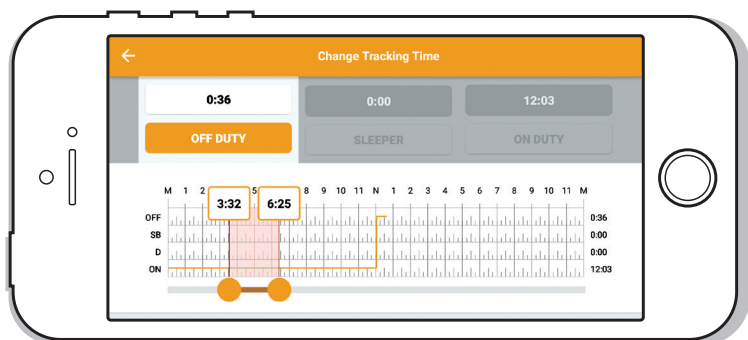 Change Tracking Time
0:36 0:00 12:03
OFF DUTY SLEEPER ON DUTY
M 1 2 5 8 9 10 11 N 1 2 3 4 5 6 7 8 9 10 11 M
3:32 6:25
OFF 0:36
SB 0:00
D 0:00
ON 12:03